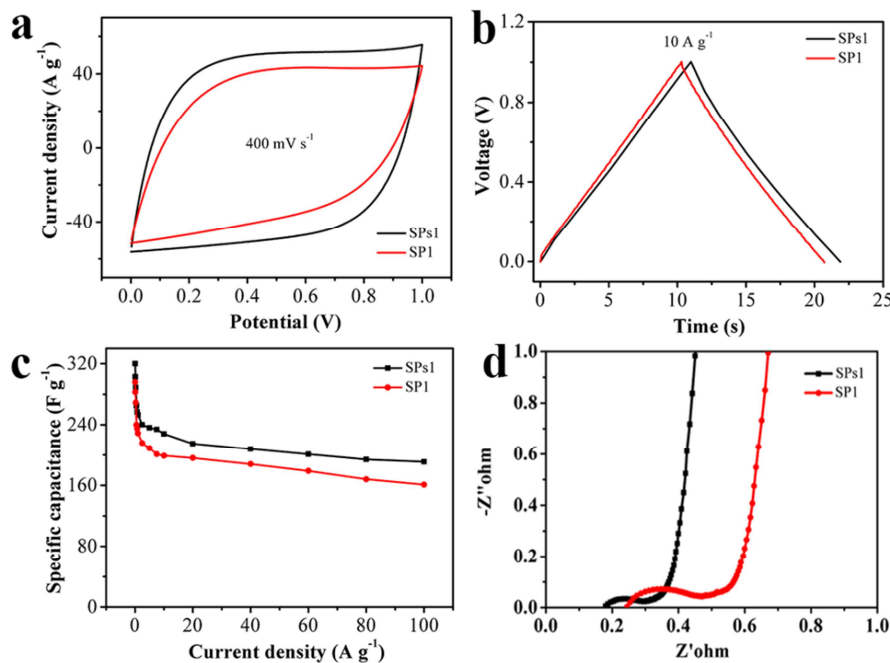 a
Current density (A g⁻¹)
40
0
-40
400 mV s⁻¹
SPs1
SP1
0.0 0.2 0.4 0.6 0.8 1.0
Potential (V)
b
Voltage (V)
1.2
0.8
0.4
0.0
10 A g⁻¹
SPs1
SP1
0 5 10 15 20 25
Time (s)
c
Specific capacitance (F g⁻¹)
320
240
160
80
0
SPs1
SP1
0 20 40 60 80 100
Current density (A g⁻¹)
d
-Z"ohm
1.0
0.8
0.6
0.4
0.2
0.0
SPs1
SP1
0.0 0.2 0.4 0.6 0.8 1.0
Z'ohm